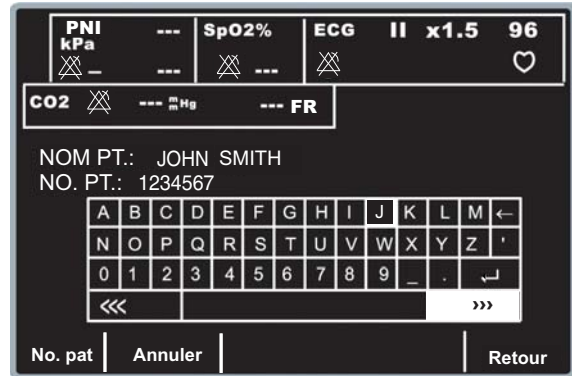 PNI --- SpO2% ECG II x1.5 96
kPa
– --- ---
CO2 --- mmHg --- FR
NOM PT.: JOHN SMITH
NO. PT.: 1234567
A B C D E F G H I J K L M ←
N O P Q R S T U V W X Y Z '
0 1 2 3 4 5 6 7 8 9 _ . ↵
<<< >>>
No. pat Annuler Retour